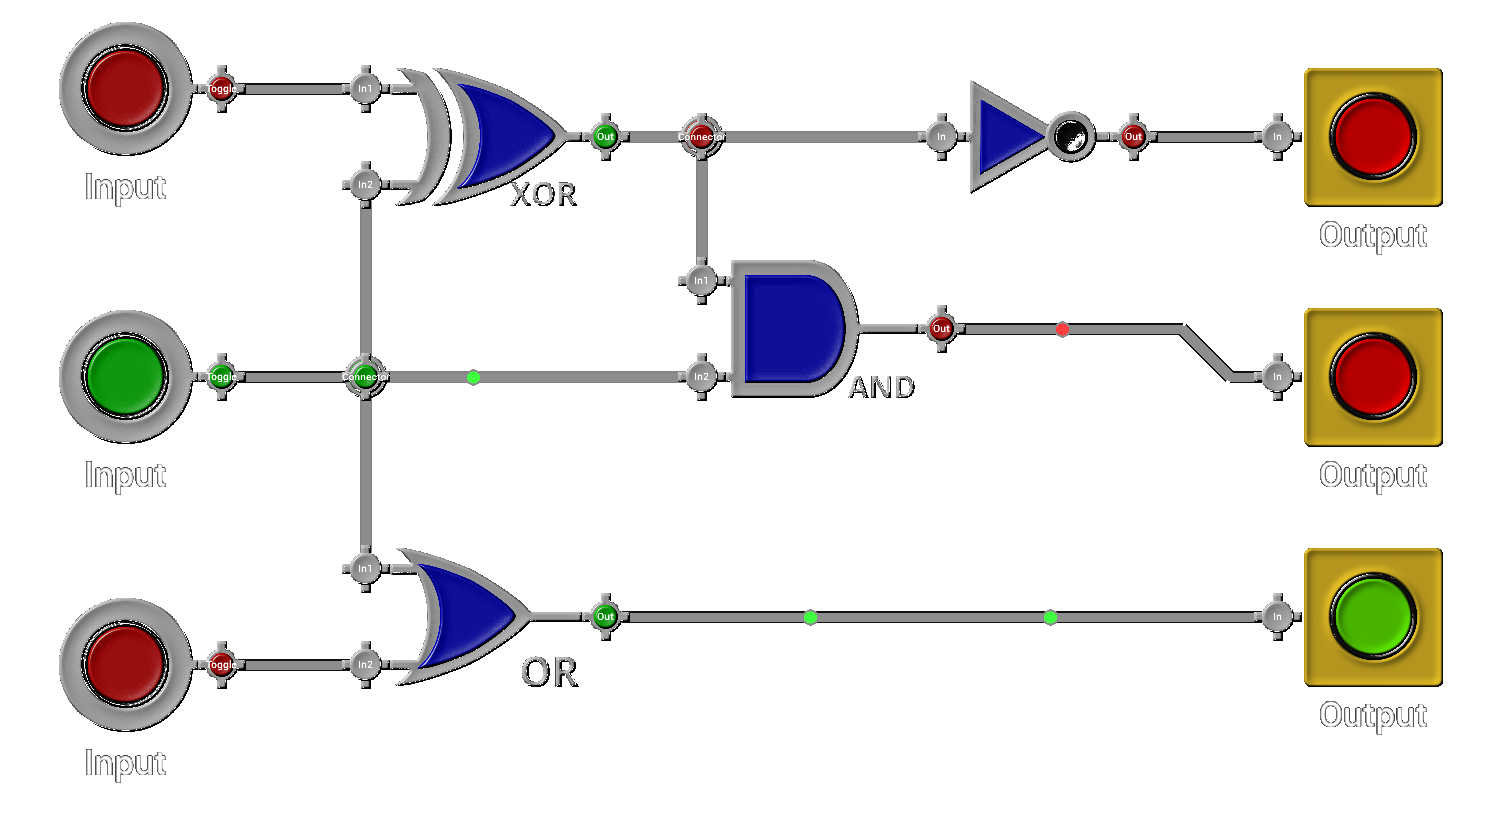 Toggle
In1
In2
XOR
Out
Connector
In
Out
In
Input
Output
In1
Toggle
Connector
In2
AND
Out
In
Input
Output
In1
Toggle
In2
OR
Out
In
Input
Output